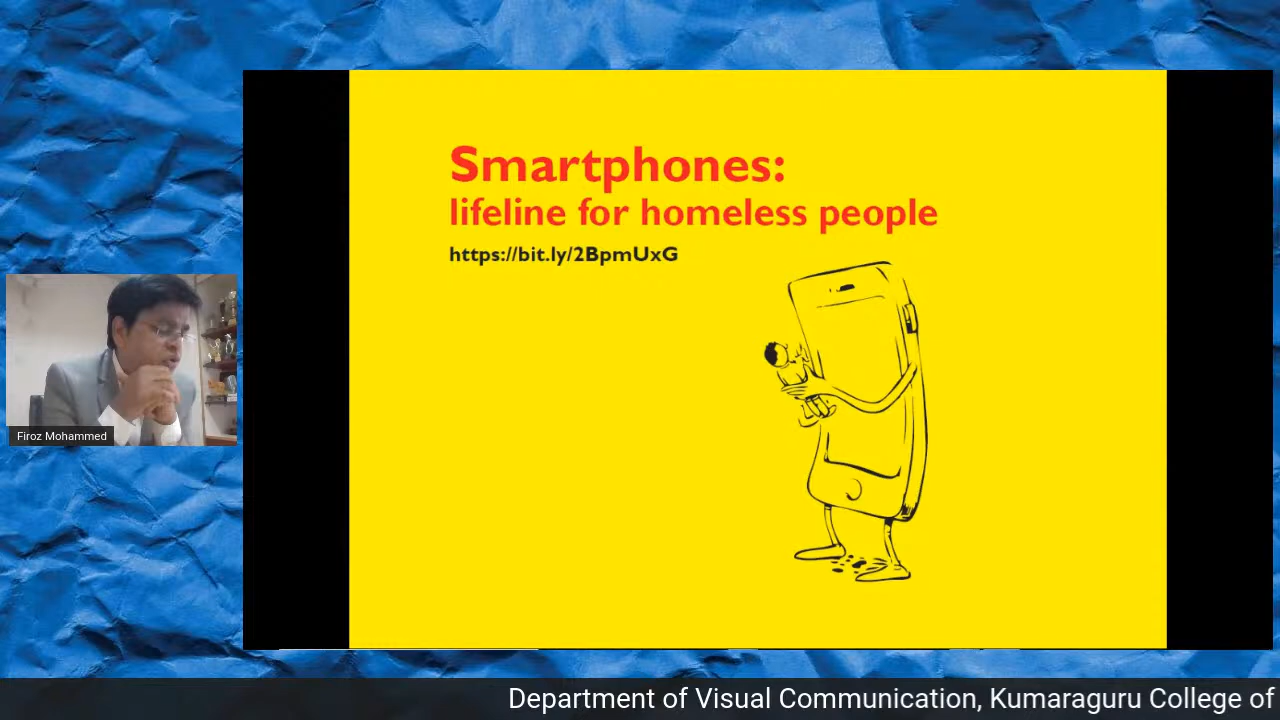 Smartphones:
lifeline for homeless people
https://bit.ly/2BpmUxG
Firoz Mohammed
Department of Visual Communication, Kumaraguru College of